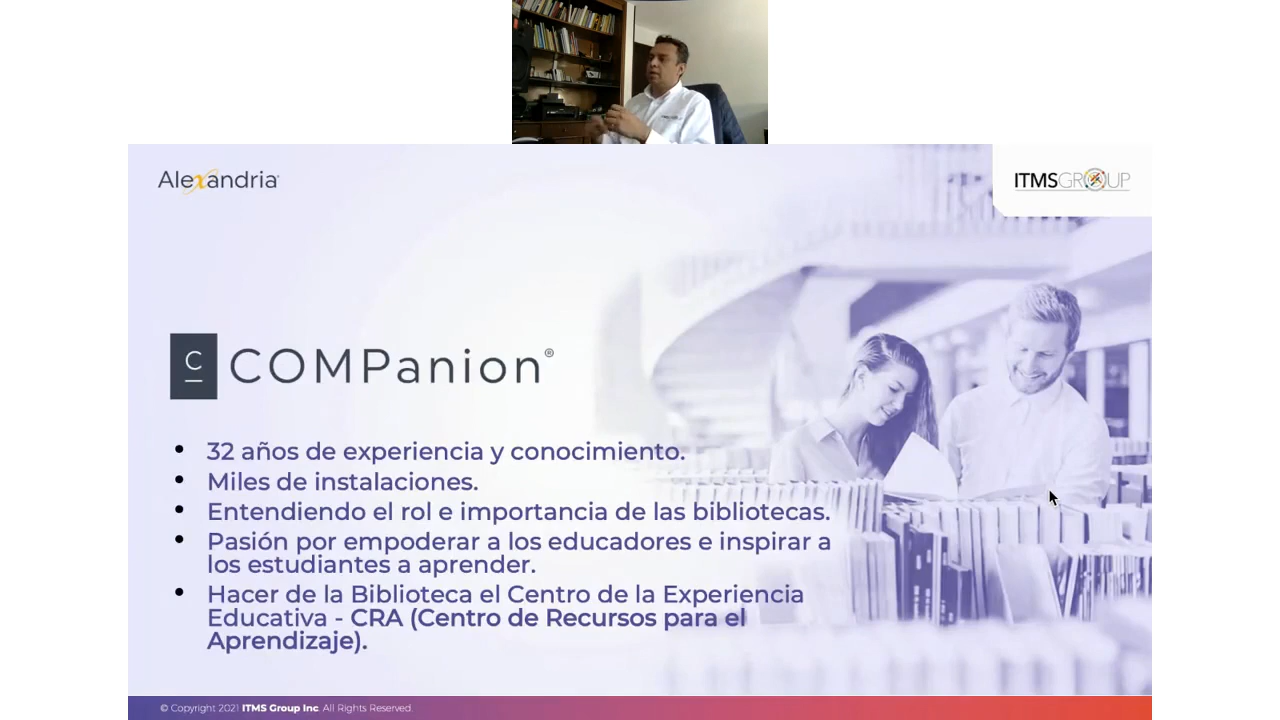 Alexandria
ITMSGROUP
C COMPanion®
• 32 años de experiencia y conocimiento.
• Miles de instalaciones.
• Entendiendo el rol e importancia de las bibliotecas.
• Pasión por empoderar a los educadores e inspirar a
los estudiantes a aprender.
• Hacer de la Biblioteca el Centro de la Experiencia
Educativa - CRA (Centro de Recursos para el
Aprendizaje).
© Copyright 2021 ITMS Group Inc. All Rights Reserved.